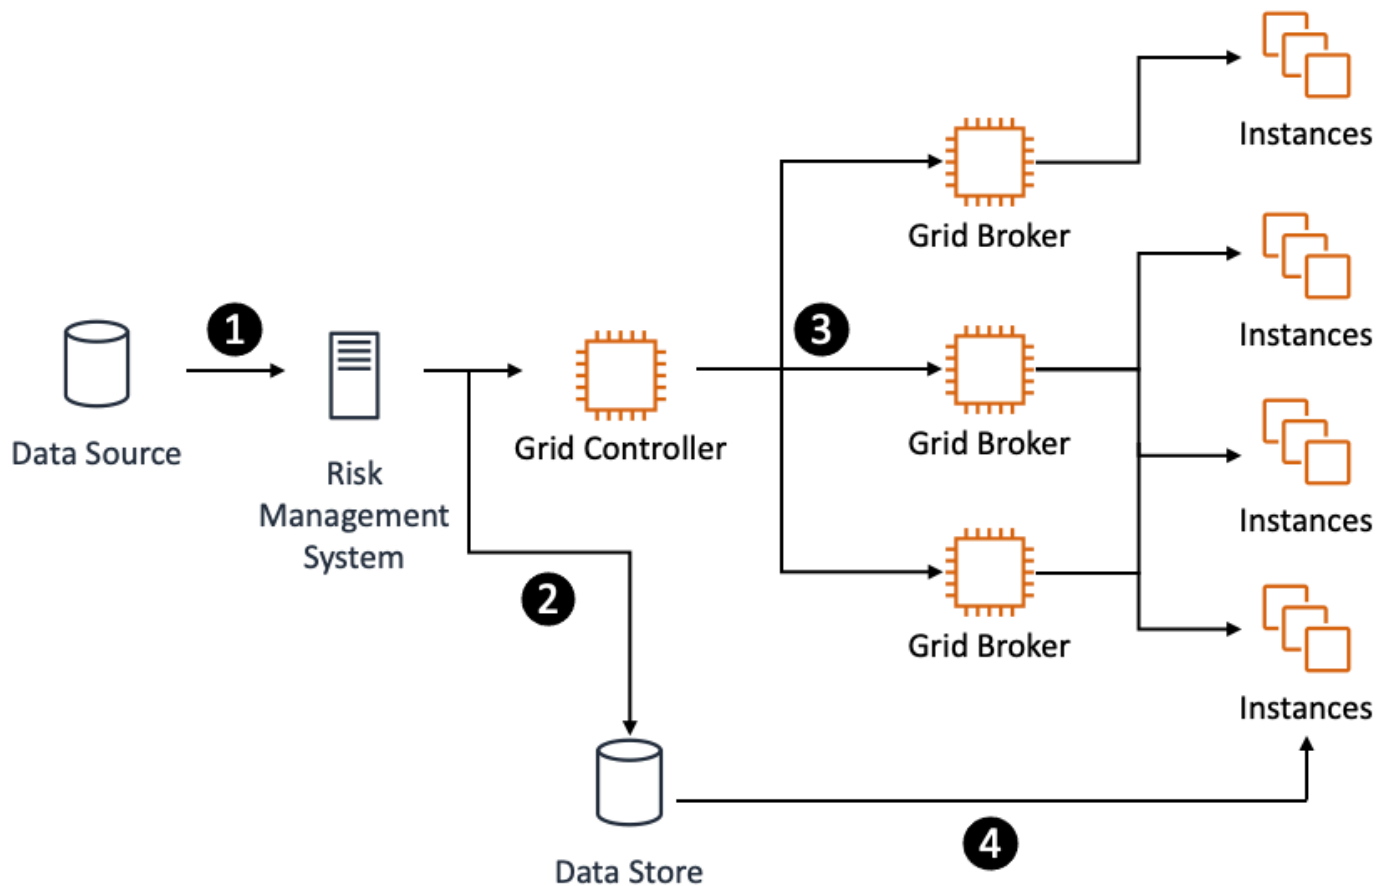 Instances
Grid Broker
Instances
1
3
Data Source
Risk
Management
System
Grid Controller
Grid Broker
Instances
2
Grid Broker
Instances
4
Data Store